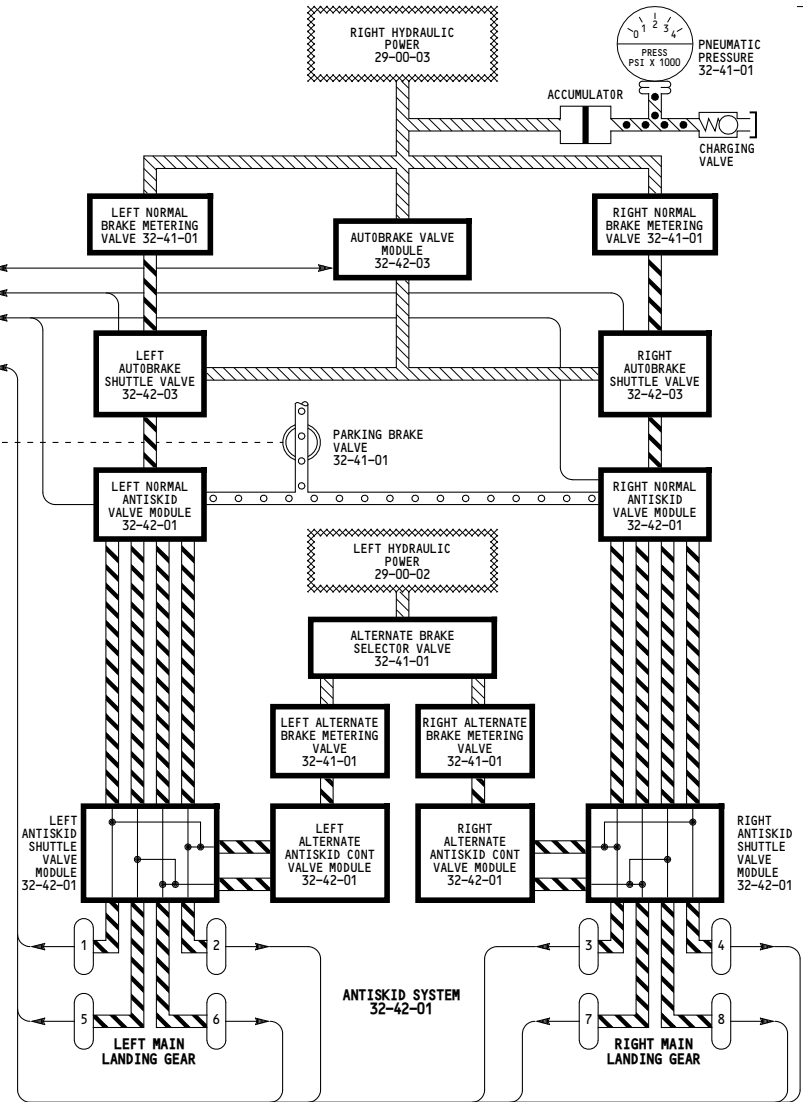 RIGHT HYDRAULIC
POWER
29-00-03
0 1 2 3 4
PRESS
PSI X 1000
PNEUMATIC
PRESSURE
32-41-01
ACCUMULATOR
CHARGING
VALVE
LEFT NORMAL
BRAKE METERING
VALVE 32-41-01
AUTOBRAKE VALVE
MODULE
32-42-03
RIGHT NORMAL
BRAKE METERING
VALVE 32-41-01
LEFT
AUTOBRAKE
SHUTTLE VALVE
32-42-03
RIGHT
AUTOBRAKE
SHUTTLE VALVE
32-42-03
PARKING BRAKE
VALVE
32-41-01
LEFT NORMAL
ANTISKID
VALVE MODULE
32-42-01
RIGHT NORMAL
ANTISKID
VALVE MODULE
32-42-01
LEFT HYDRAULIC
POWER
29-00-02
ALTERNATE BRAKE
SELECTOR VALVE
32-41-01
LEFT ALTERNATE
BRAKE METERING
VALVE
32-41-01
RIGHT ALTERNATE
BRAKE METERING
VALVE
32-41-01
LEFT
ANTISKID
SHUTTLE
VALVE
MODULE
32-42-01
LEFT
ALTERNATE
ANTISKID CONT
VALVE MODULE
32-42-01
RIGHT
ALTERNATE
ANTISKID CONT
VALVE MODULE
32-42-01
RIGHT
ANTISKID
SHUTTLE
VALVE
MODULE
32-42-01
1
2
3
4
ANTISKID SYSTEM
32-42-01
5
6
7
8
LEFT MAIN
LANDING GEAR
RIGHT MAIN
LANDING GEAR